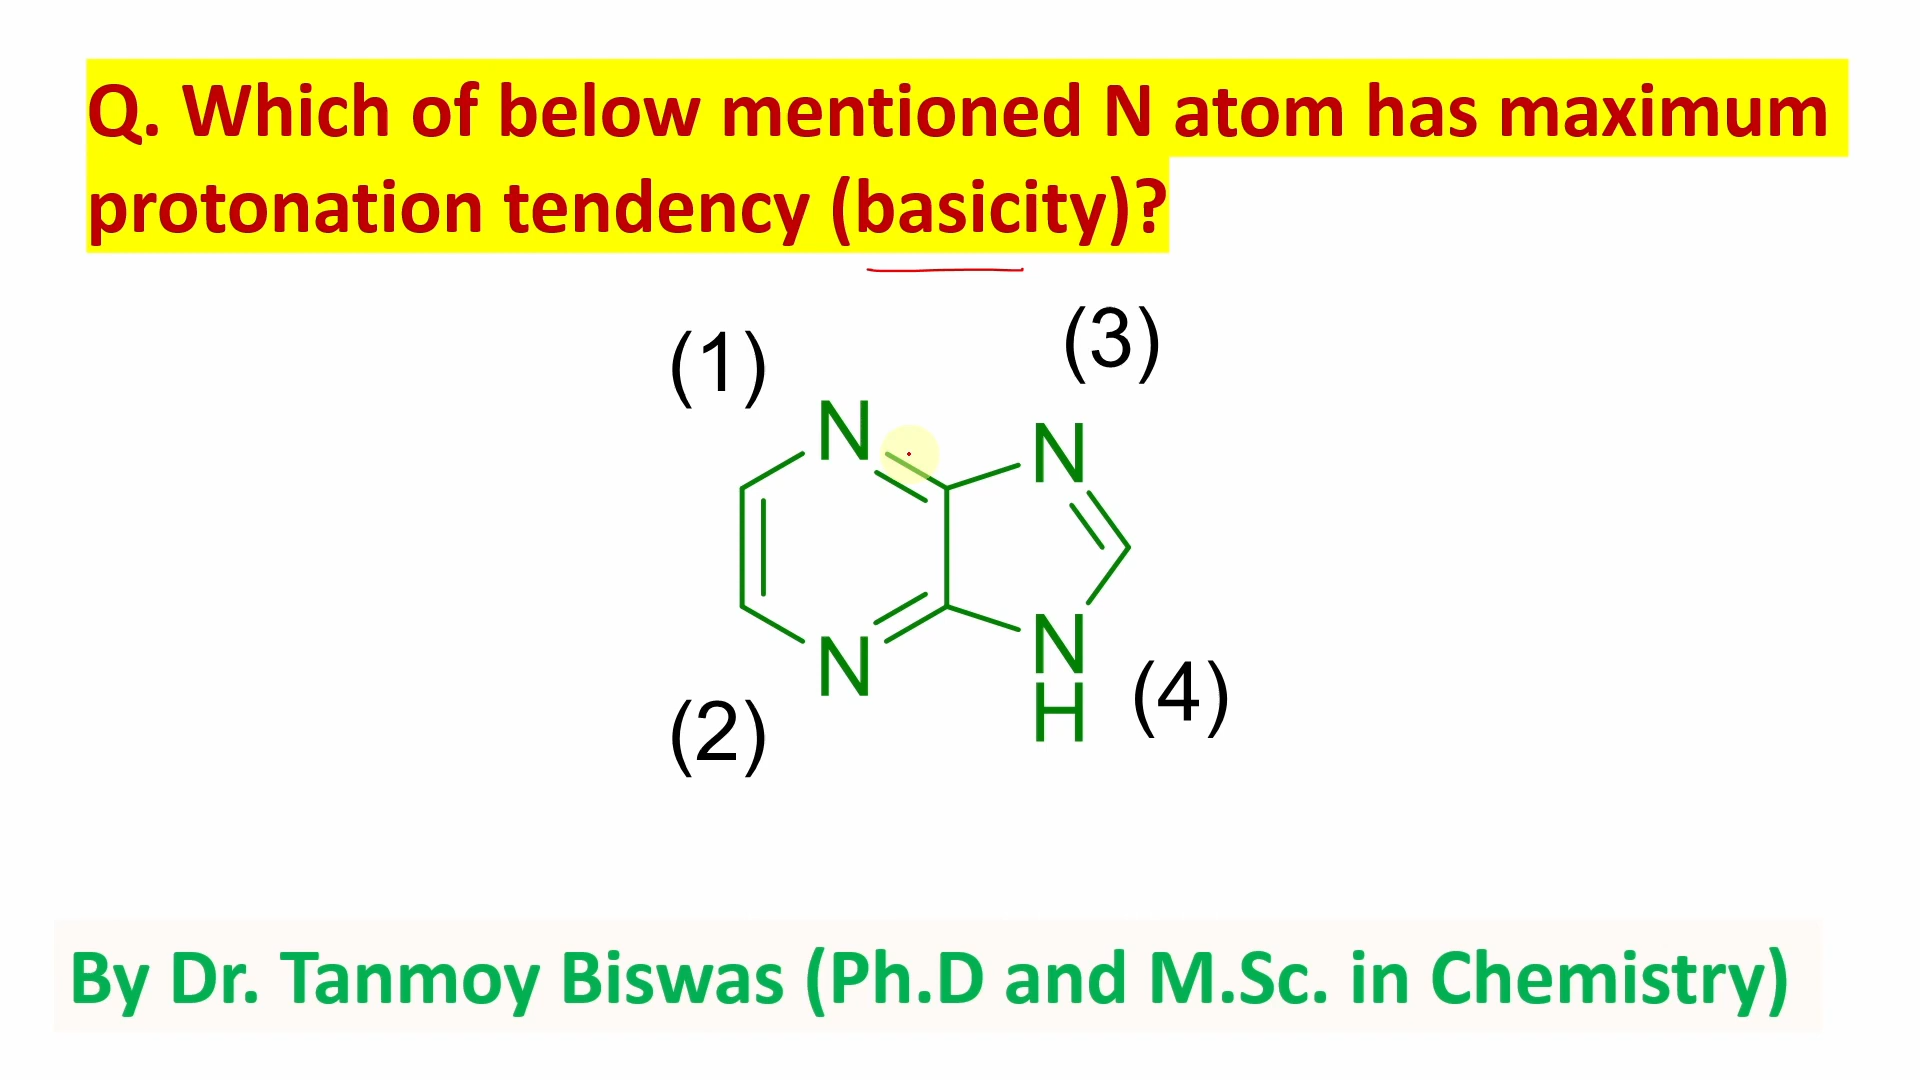 Q. Which of below mentioned N atom has maximum
protonation tendency (basicity)?
(1)
(3)
N
N
N
N
H
(2)
(4)
By Dr. Tanmoy Biswas (Ph.D and M.Sc. in Chemistry)